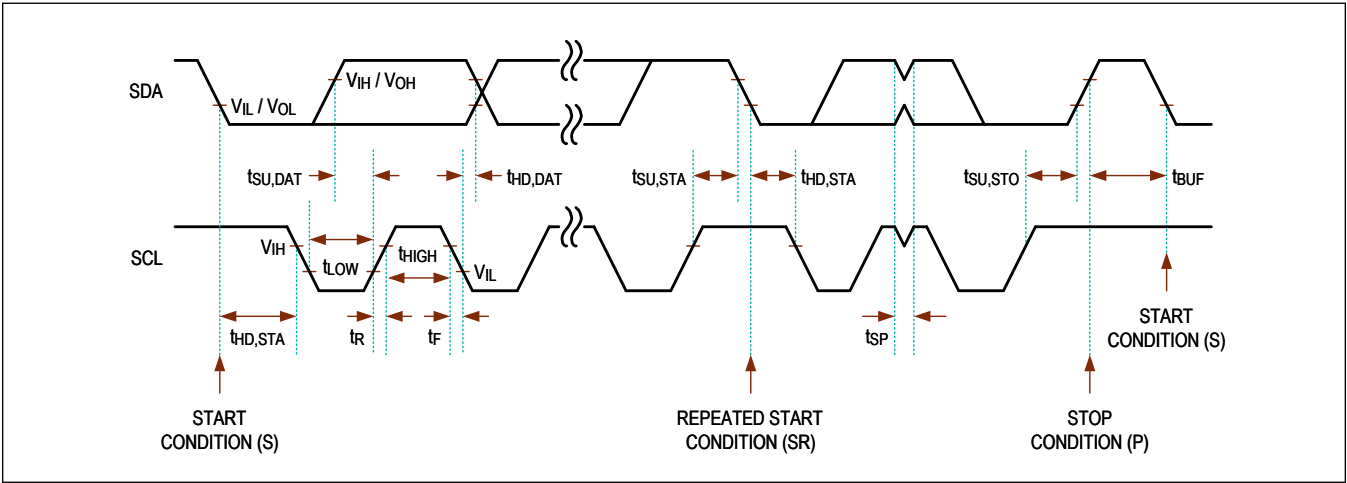 SDA
VIL / VOL
VIH / VOH
tSU,DAT
tHD,DAT
tSU,STA
tHD,STA
tSU,STO
tBUF
SCL
VIH
tLOW
tHIGH
VIL
tHD,STA
tR
tF
tSP
START
CONDITION (S)
START
CONDITION (S)
REPEATED START
CONDITION (SR)
STOP
CONDITION (P)